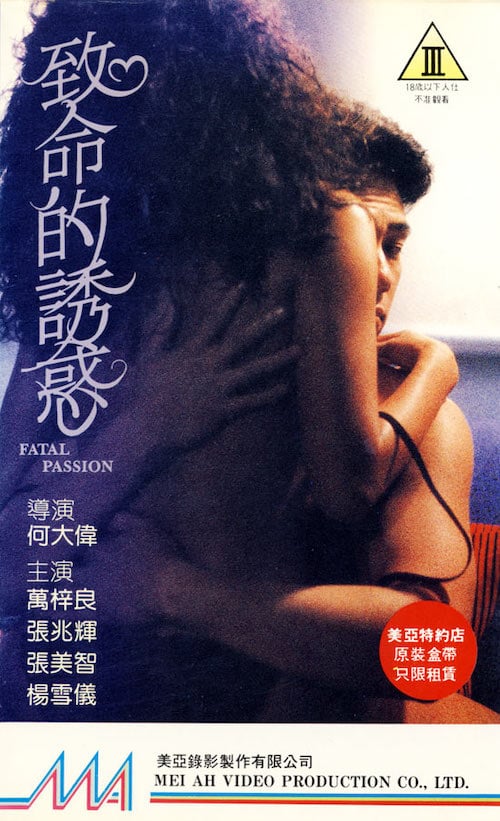 致命的誘惑
FATAL
PASSION
導演
何大偉
主演
萬梓良
張兆輝
張美智
楊雪儀
III
18歲以下人仕
不准觀看
美亞特約店
原裝盒帶
只限租賃
MA
美亞錄影製作有限公司
MEI AH VIDEO PRODUCTION CO., LTD.